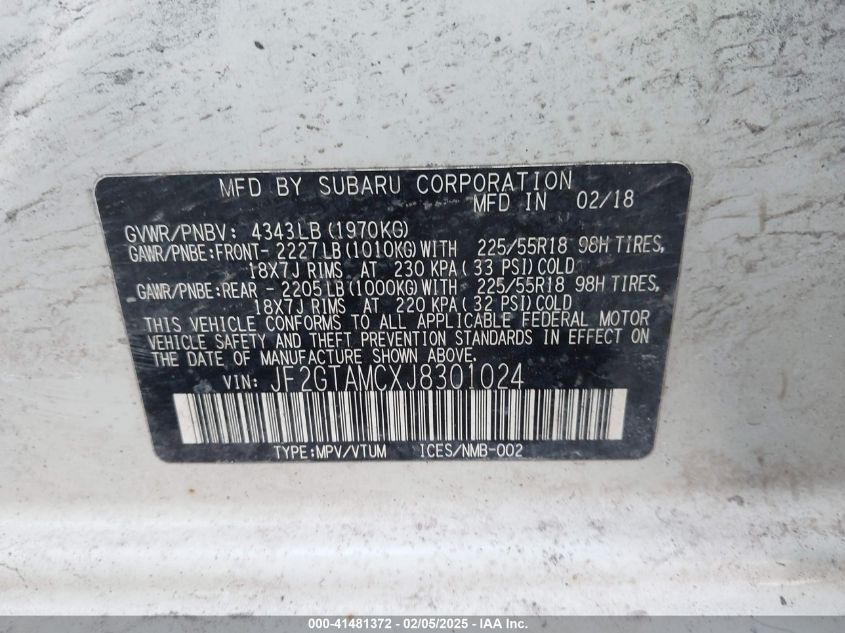 MFD BY SUBARU CORPORATION
MFD IN 02/18
GVWR/PNBV: 4343LB (1970KG)
GAWR/PNBE:FRONT- 2227LB (1010KG) WITH 225/55R18 98H TIRES,
18X7J RIMS AT 230 KPA( 33 PSI) COLD
GAWR/PNBE:REAR - 2205LB (1000KG) WITH 225/55R18 98H TIRES,
18X7J RIMS AT 220 KPA( 32 PSI) COLD
THIS VEHICLE CONFORMS TO ALL APPLICABLE FEDERAL MOTOR
VEHICLE SAFETY AND THEFT PREVENTION STANDARDS IN EFFECT ON
THE DATE OF MANUFACTURE SHOWN ABOVE.
VIN: JF2GTAMCXJ8301024
TYPE:MPV/VTUM ICES/NMB-002
000-41481372 - 02/05/2025 - IAA Inc.